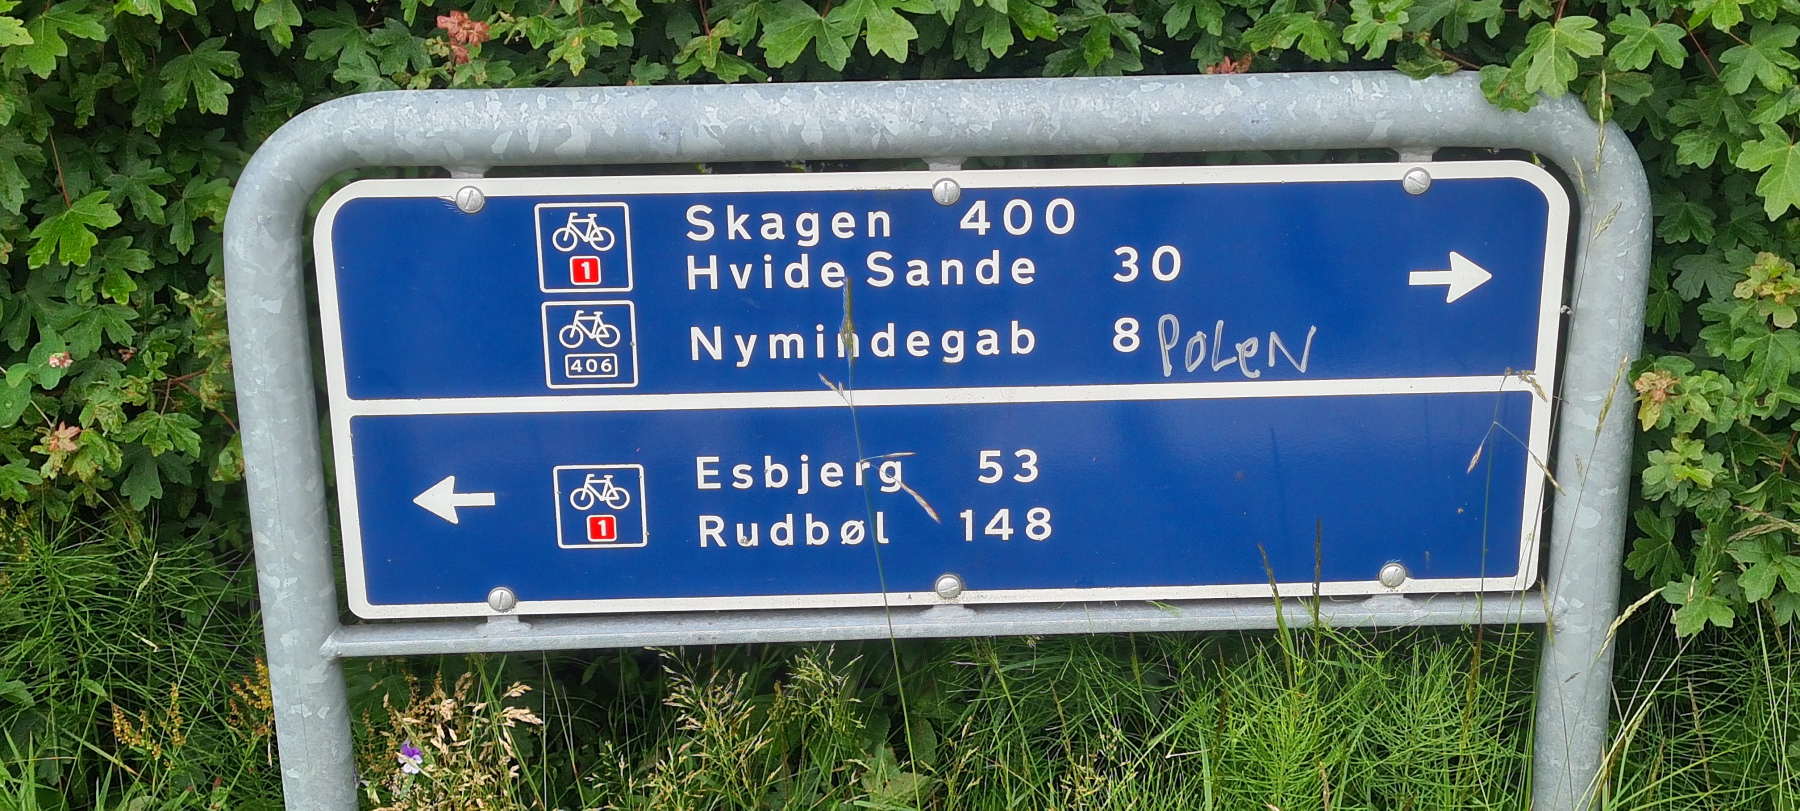 1
Skagen 400
Hvide Sande 30
406
Nymindegab 8 POLeN
1
Esbjerg 53
Rudbøl 148